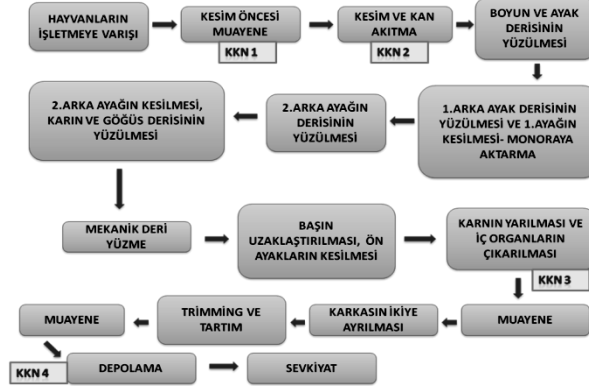 HAYVANLARIN
İŞLETMEYE VARIŞI
KESİM ÖNCESİ
MUAYENE
KKN 1
KESİM VE KAN
AKITMA
KKN 2
BOYUN VE AYAK
DERİSİNİN
YÜZÜLMESİ
1.ARKA AYAK DERİSİNİN
YÜZÜLMESİ VE 1.AYAĞIN
KESİLMESİ- MONORAYA
AKTARMA
2.ARKA AYAĞIN
DERİSİNİN
YÜZÜLMESİ
2.ARKA AYAĞIN KESİLMESİ,
KARIN VE GÖĞÜS DERİSİNİN
YÜZÜLMESİ
MEKANİK DERİ
YÜZME
BAŞIN
UZAKLAŞTIRILMASI, ÖN
AYAKLARIN KESİLMESİ
KARNIN YARILMASI VE
İÇ ORGANLARIN
ÇIKARILMASI
KKN 3
MUAYENE
KARKASIN İKİYE
AYRILMASI
TRİMMİNG VE
TARTIM
MUAYENE
KKN 4
DEPOLAMA
SEVKİYAT